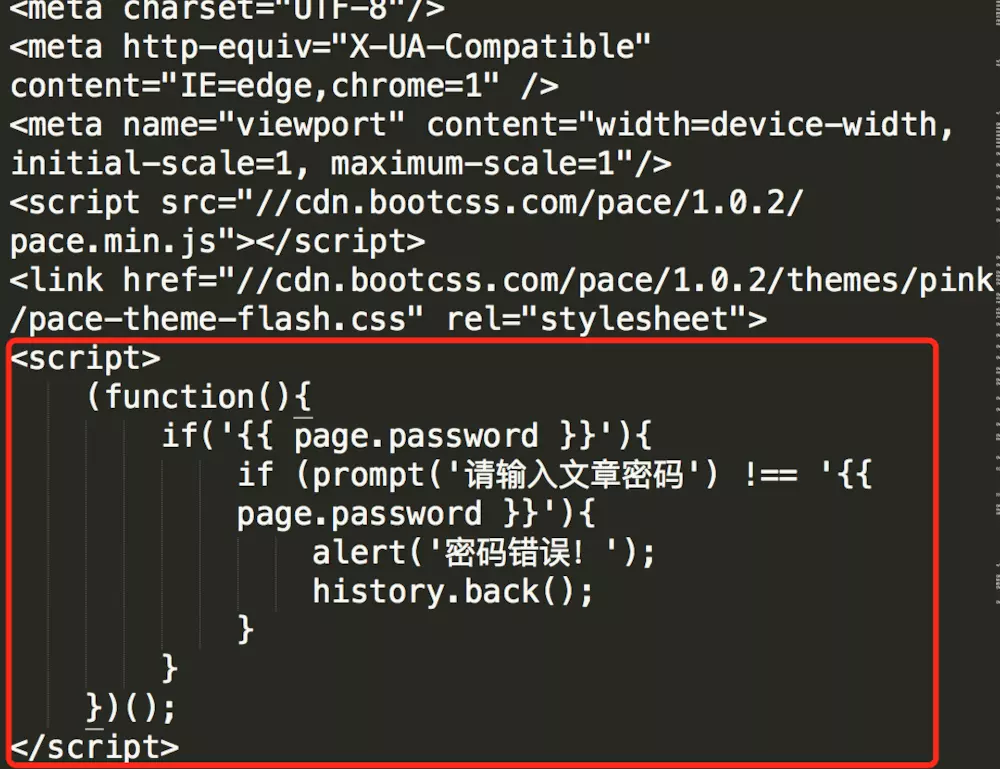 <meta charset="UTF-8"/>
<meta http-equiv="X-UA-Compatible"
content="IE=edge,chrome=1" />
<meta name="viewport" content="width=device-width,
initial-scale=1, maximum-scale=1"/>
<script src="//cdn.bootcss.com/pace/1.0.2/
pace.min.js"></script>
<link href="//cdn.bootcss.com/pace/1.0.2/themes/pink
/pace-theme-flash.css" rel="stylesheet">
<script>
    (function(){
        if('{{ page.password }}'){
            if (prompt('请输入文章密码') !== '{{
            page.password }}'){
                alert('密码错误！');
                history.back();
            }
        }
    })();
</script>